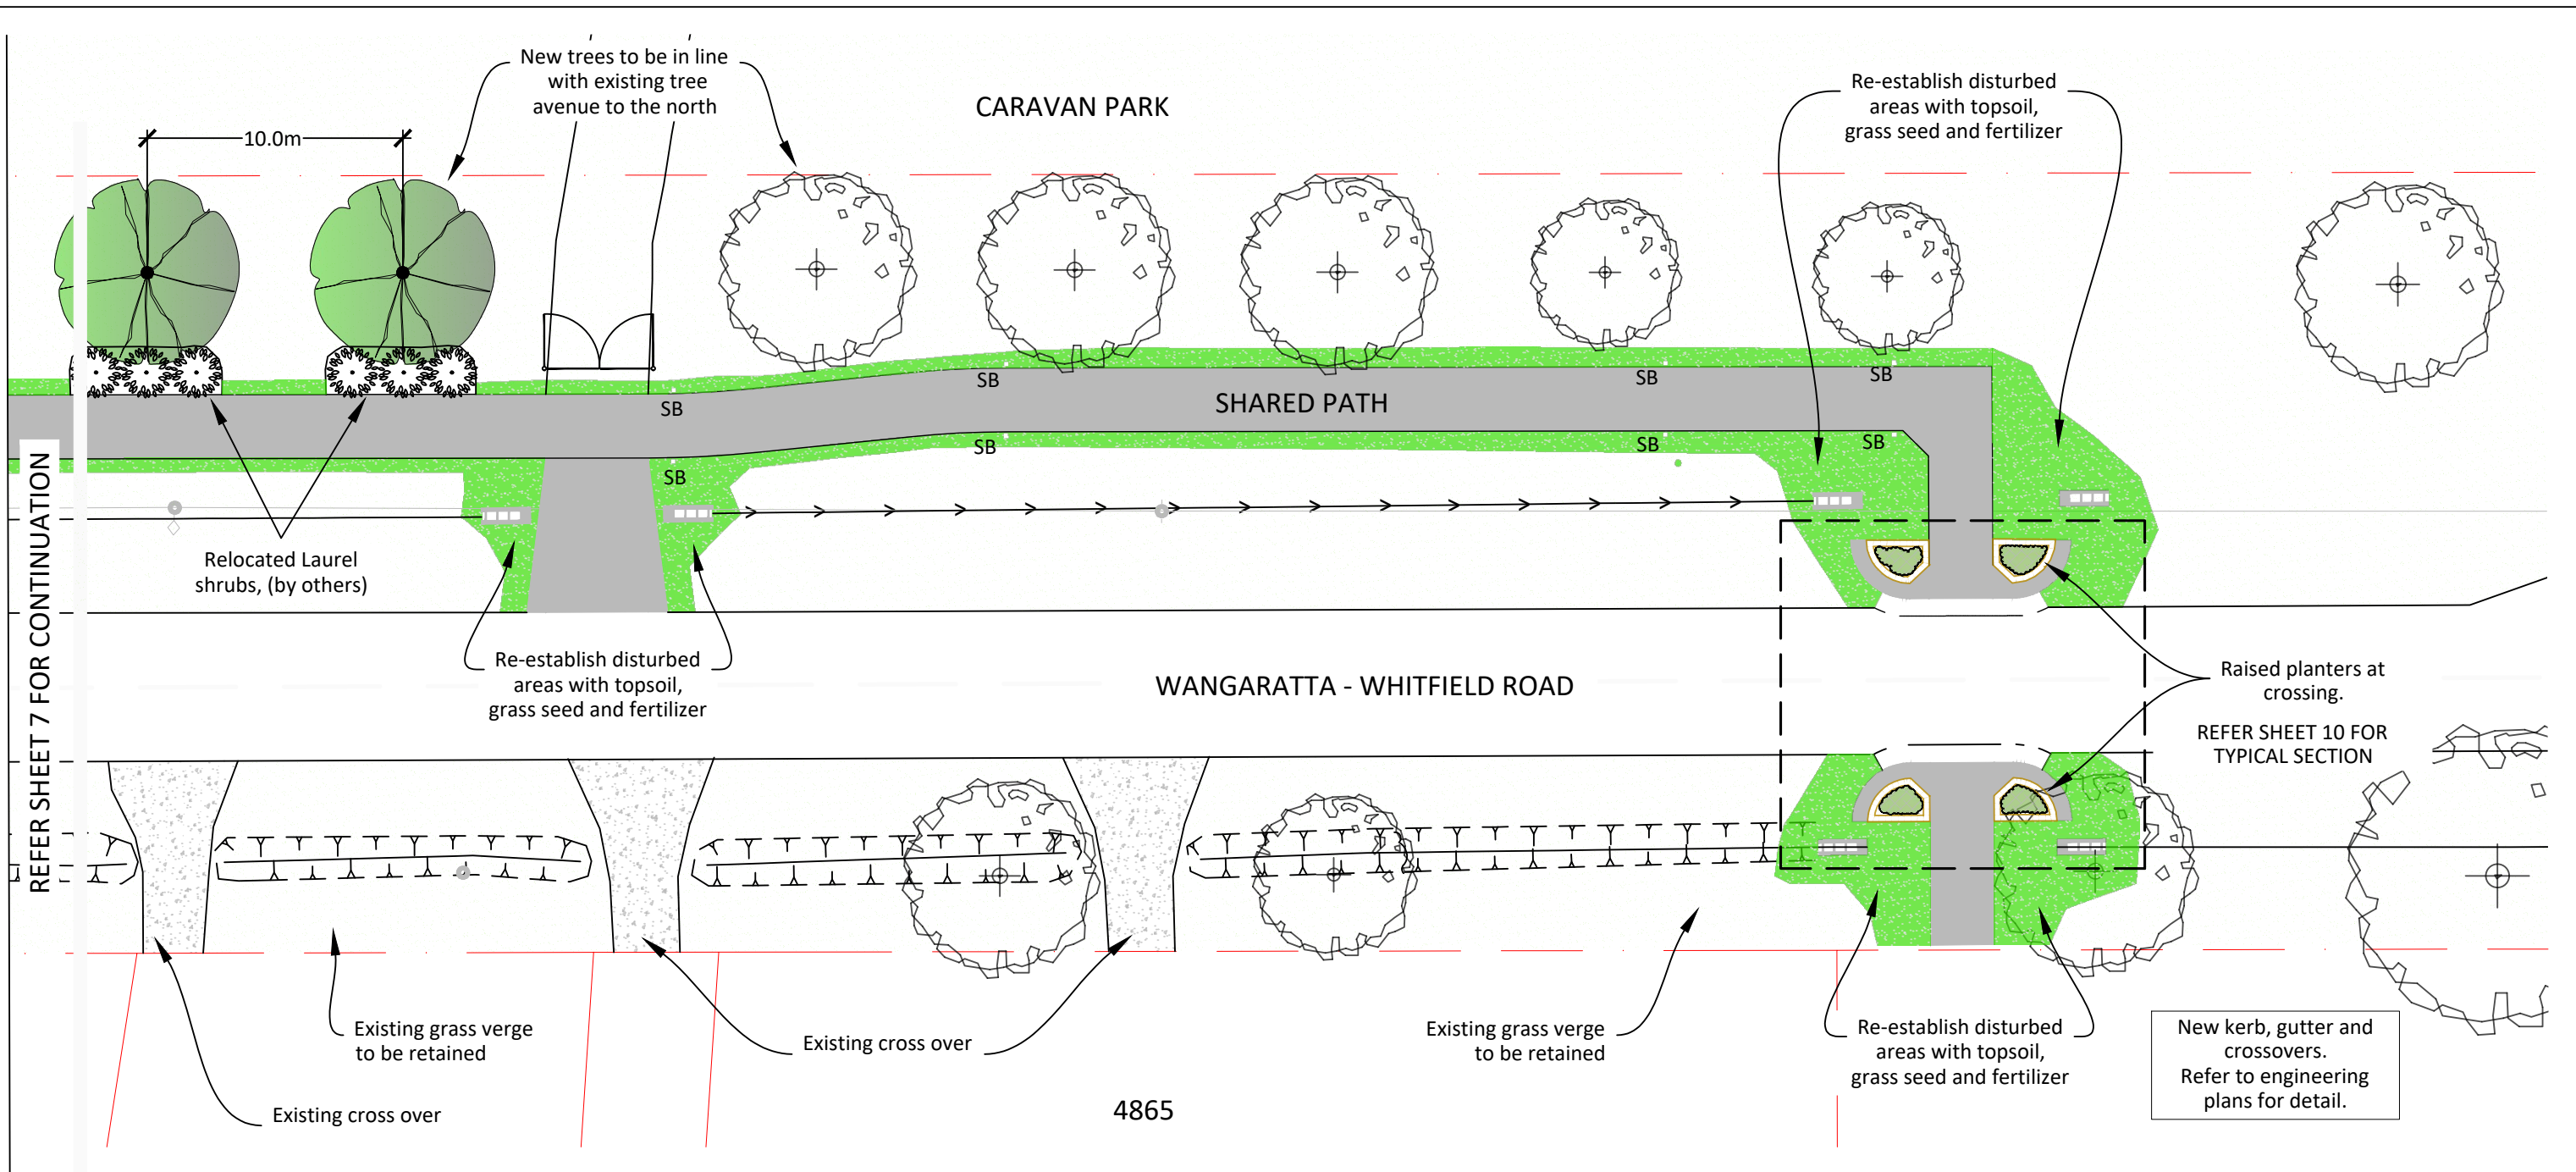 New trees to be in line
with existing tree
avenue to the north
CARAVAN PARK
Re-establish disturbed
areas with topsoil,
grass seed and fertilizer
10.0m
SB
SB
SB
SB
SHARED PATH
SB
SB
SB
SB
REFER SHEET 7 FOR CONTINUATION
Relocated Laurel
shrubs, (by others)
Re-establish disturbed
areas with topsoil,
grass seed and fertilizer
WANGARATTA - WHITFIELD ROAD
Raised planters at
crossing.
REFER SHEET 10 FOR
TYPICAL SECTION
Existing grass verge
to be retained
Existing cross over
Existing grass verge
to be retained
Re-establish disturbed
areas with topsoil,
grass seed and fertilizer
New kerb, gutter and
crossovers.
Refer to engineering
plans for detail.
Existing cross over
4865